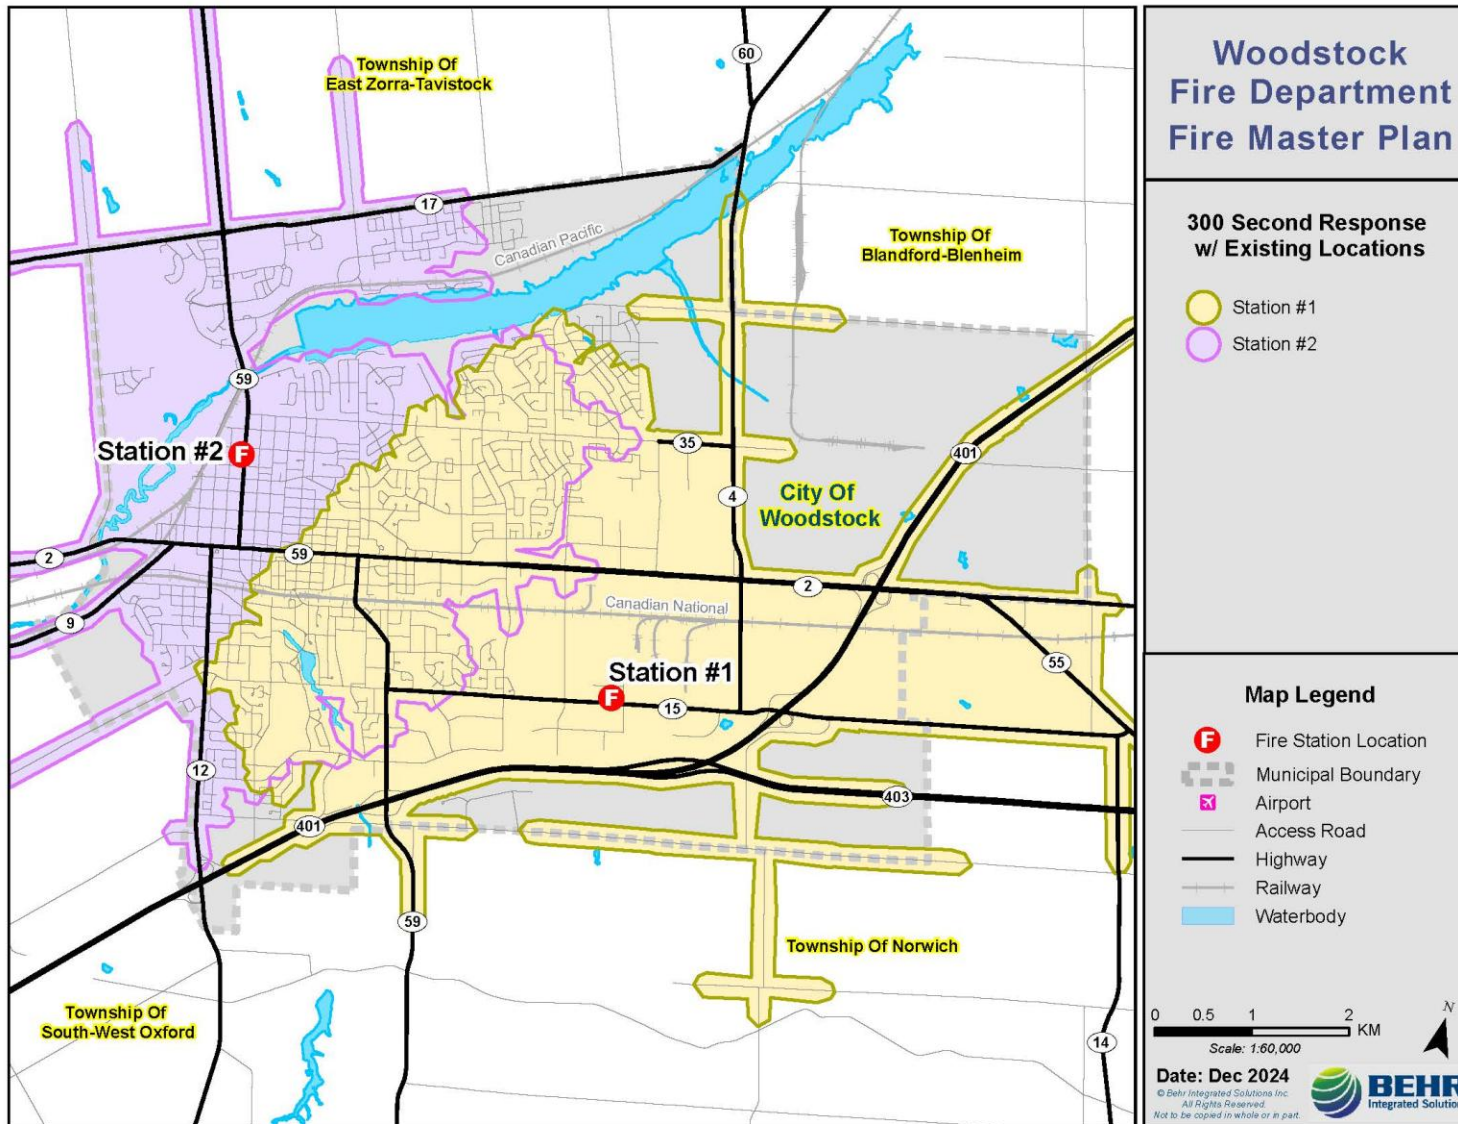 Woodstock
Fire Department
Fire Master Plan
300 Second Response
w/ Existing Locations
Station #1
Station #2
Map Legend
F
Fire Station Location
Municipal Boundary
Airport
Access Road
Highway
Railway
Waterbody
0 0.5 1 2
KM
Scale: 1:60,000
N
Date: Dec 2024
© Behr Integrated Solutions Inc.
All Rights Reserved.
Not to be copied in whole or in part.
BEHR
Integrated Solution
Township Of
East Zorra-Tavistock
60
17
Canadian Pacific
Township Of
Blandford-Blenheim
59
Station #2
F
35
401
4
City Of
Woodstock
2
59
2
Canadian National
9
55
Station #1
F
15
12
403
401
59
Township Of Norwich
Township Of
South-West Oxford
14